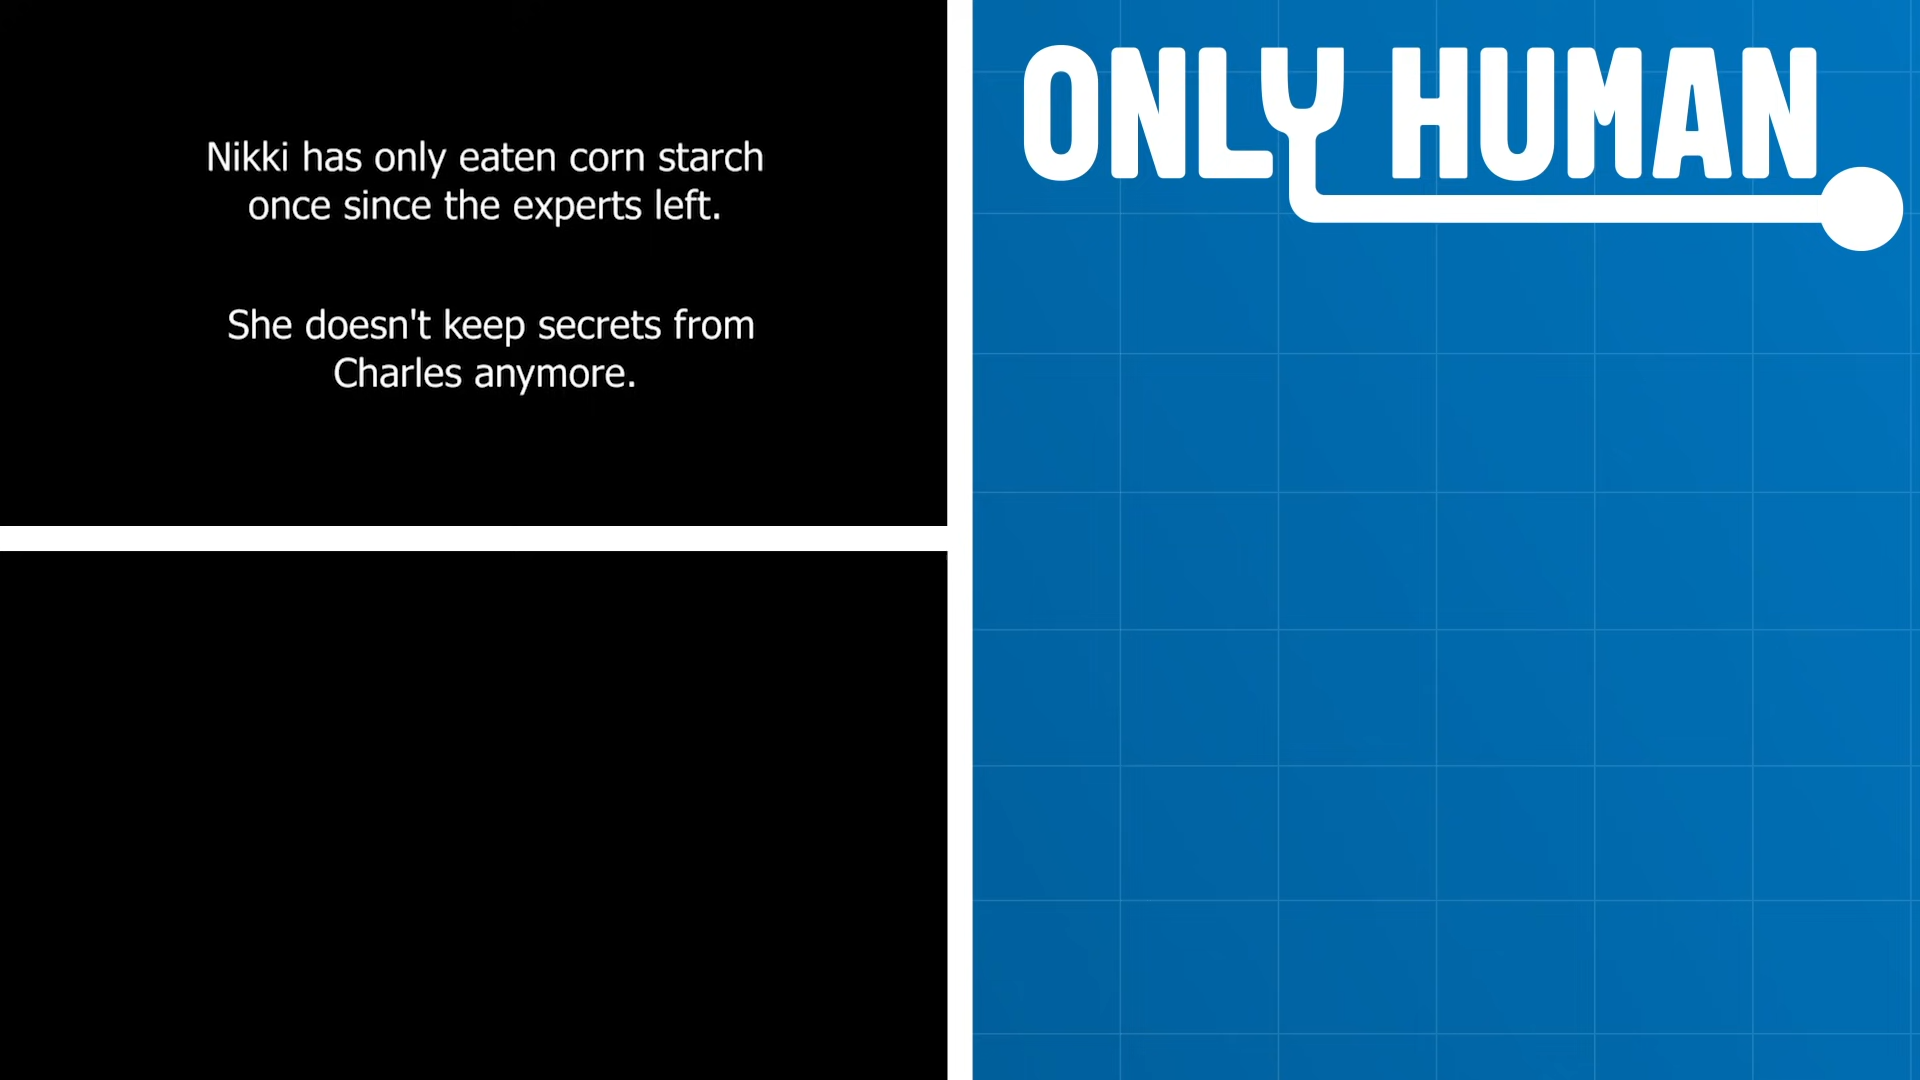 Nikki has only eaten corn starch
once since the experts left.
She doesn't keep secrets from
Charles anymore.
ONLY HUMAN